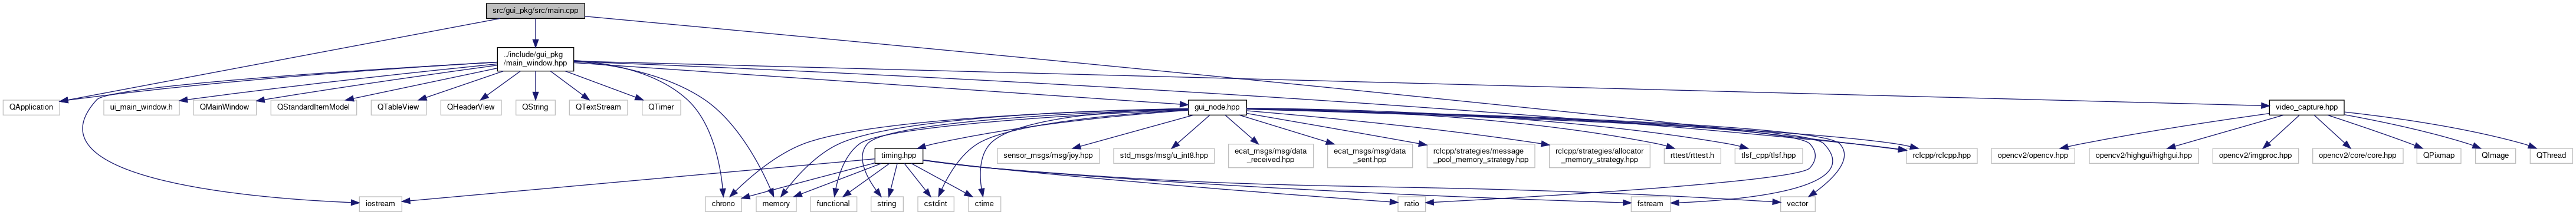 src/gui_pkg/src/main.cpp
./include/gui_pkg
/main_window.hpp
QApplication
ui_main_window.h
QMainWindow
QStandardItemModel
QTableView
QHeaderView
QString
QTextStream
QTimer
gui_node.hpp
video_capture.hpp
timing.hpp
sensor_msgs/msg/joy.hpp
std_msgs/msg/u_int8.hpp
ecat_msgs/msg/data
_received.hpp
ecat_msgs/msg/data
_sent.hpp
rclcpp/strategies/message
_pool_memory_strategy.hpp
rclcpp/strategies/allocator
_memory_strategy.hpp
rttest/rttest.h
tlsf_cpp/tlsf.hpp
rclcpp/rclcpp.hpp
opencv2/opencv.hpp
opencv2/highgui/highgui.hpp
opencv2/imgproc.hpp
opencv2/core/core.hpp
QPixmap
QImage
QThread
iostream
chrono
memory
functional
string
cstdint
ctime
ratio
fstream
vector